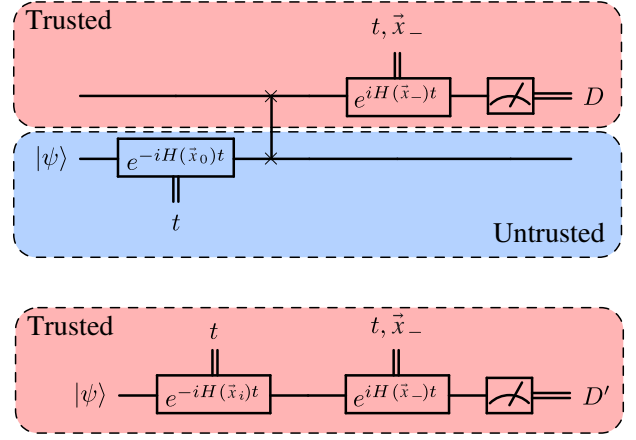 Trusted
t, x⃗₋
e^{iH(x⃗₋)t}
D
|ψ⟩
e^{-iH(x⃗₀)t}
t
Untrusted
Trusted
t
t, x⃗₋
|ψ⟩
e^{-iH(x⃗ᵢ)t}
e^{iH(x⃗₋)t}
D′